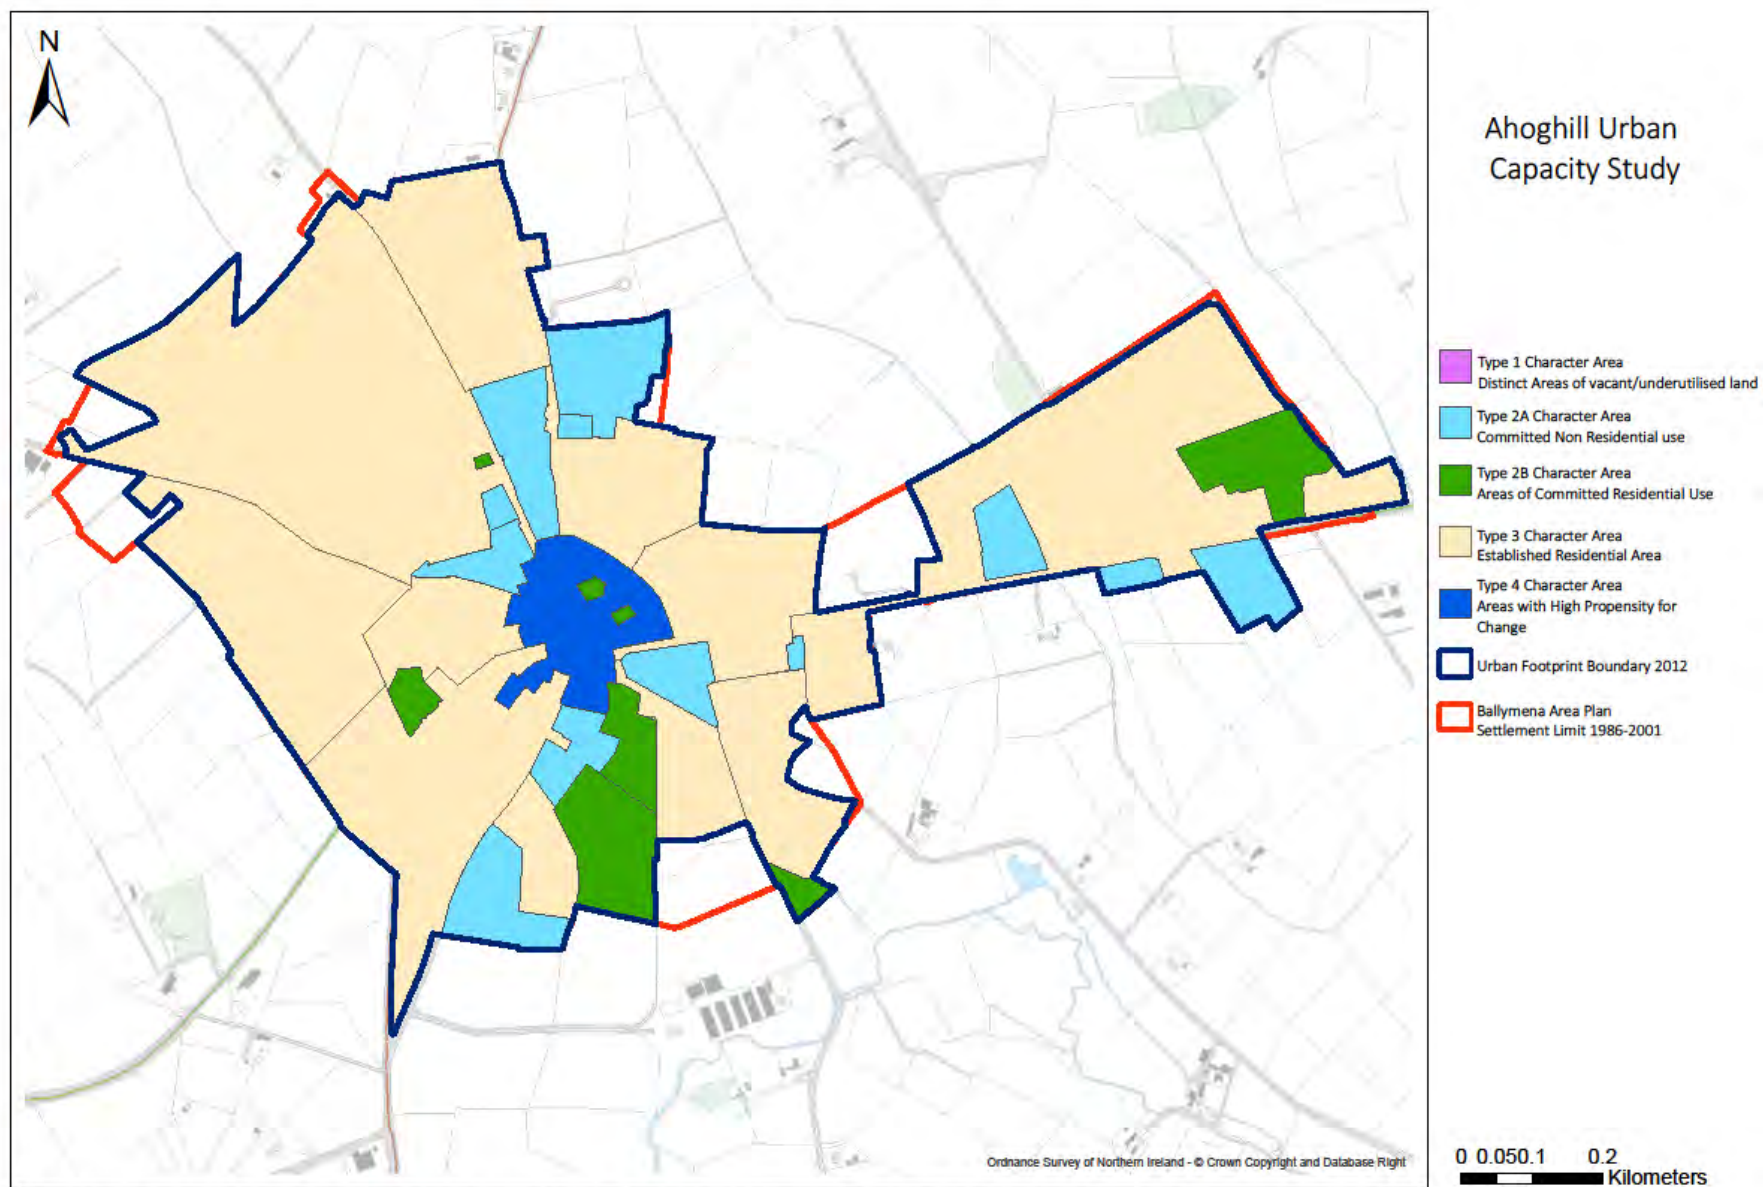 N
Ahoghill Urban
Capacity Study
Type 1 Character Area
Distinct Areas of vacant/underutilised land
Type 2A Character Area
Committed Non Residential use
Type 2B Character Area
Areas of Committed Residential Use
Type 3 Character Area
Established Residential Area
Type 4 Character Area
Areas with High Propensity for
Change
Urban Footprint Boundary 2012
Ballymena Area Plan
Settlement Limit 1986-2001
Ordnance Survey of Northern Ireland - © Crown Copyright and Database Right
0 0.050.1 0.2
Kilometers